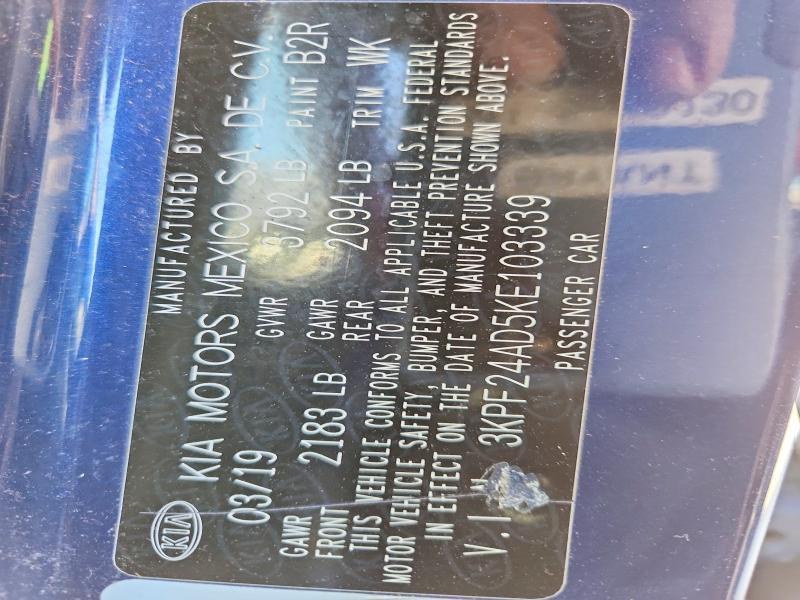 KIA
MANUFACTURED BY
KIA MOTORS MEXICO S.A. DE C.V.
03/19 GVWR 3792 LB PAINT B2R
GAWR FRONT 2183 LB GAWR REAR 2094 LB TRIM WK
THIS VEHICLE CONFORMS TO ALL APPLICABLE U.S.A. FEDERAL
MOTOR VEHICLE SAFETY, BUMPER, AND THEFT PREVENTION STANDARDS
IN EFFECT ON THE DATE OF MANUFACTURE SHOWN ABOVE.
V.I 3KPF24AD5KE103339
PASSENGER CAR